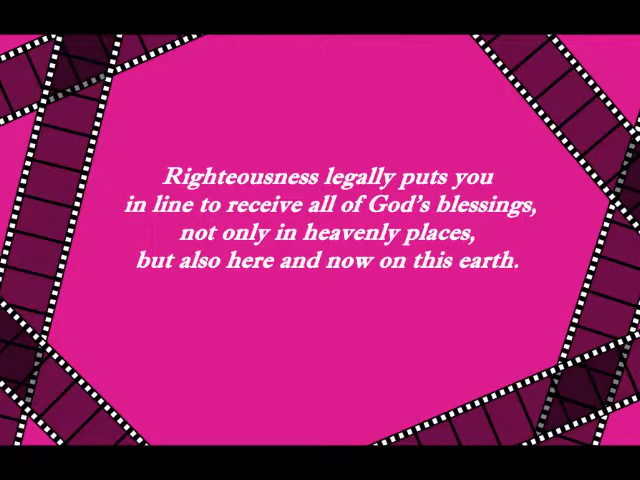 Righteousness legally puts you
in line to receive all of God's blessings,
not only in heavenly places,
but also here and now on this earth.